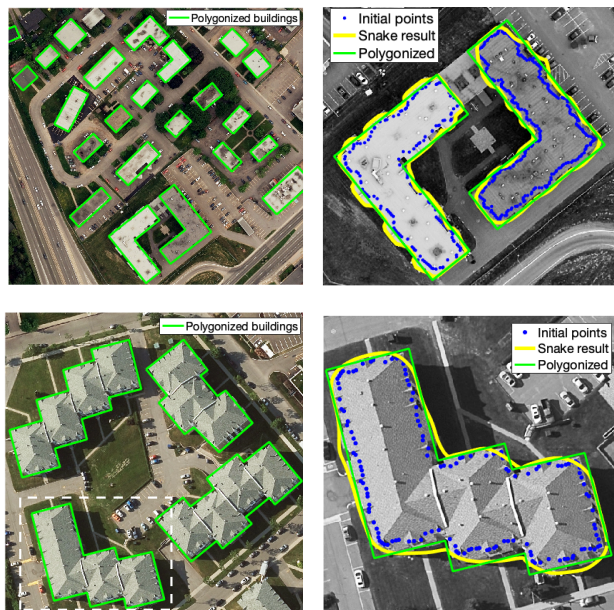 Polygonized buildings
Initial points
Snake result
Polygonized
Polygonized buildings
Initial points
Snake result
Polygonized